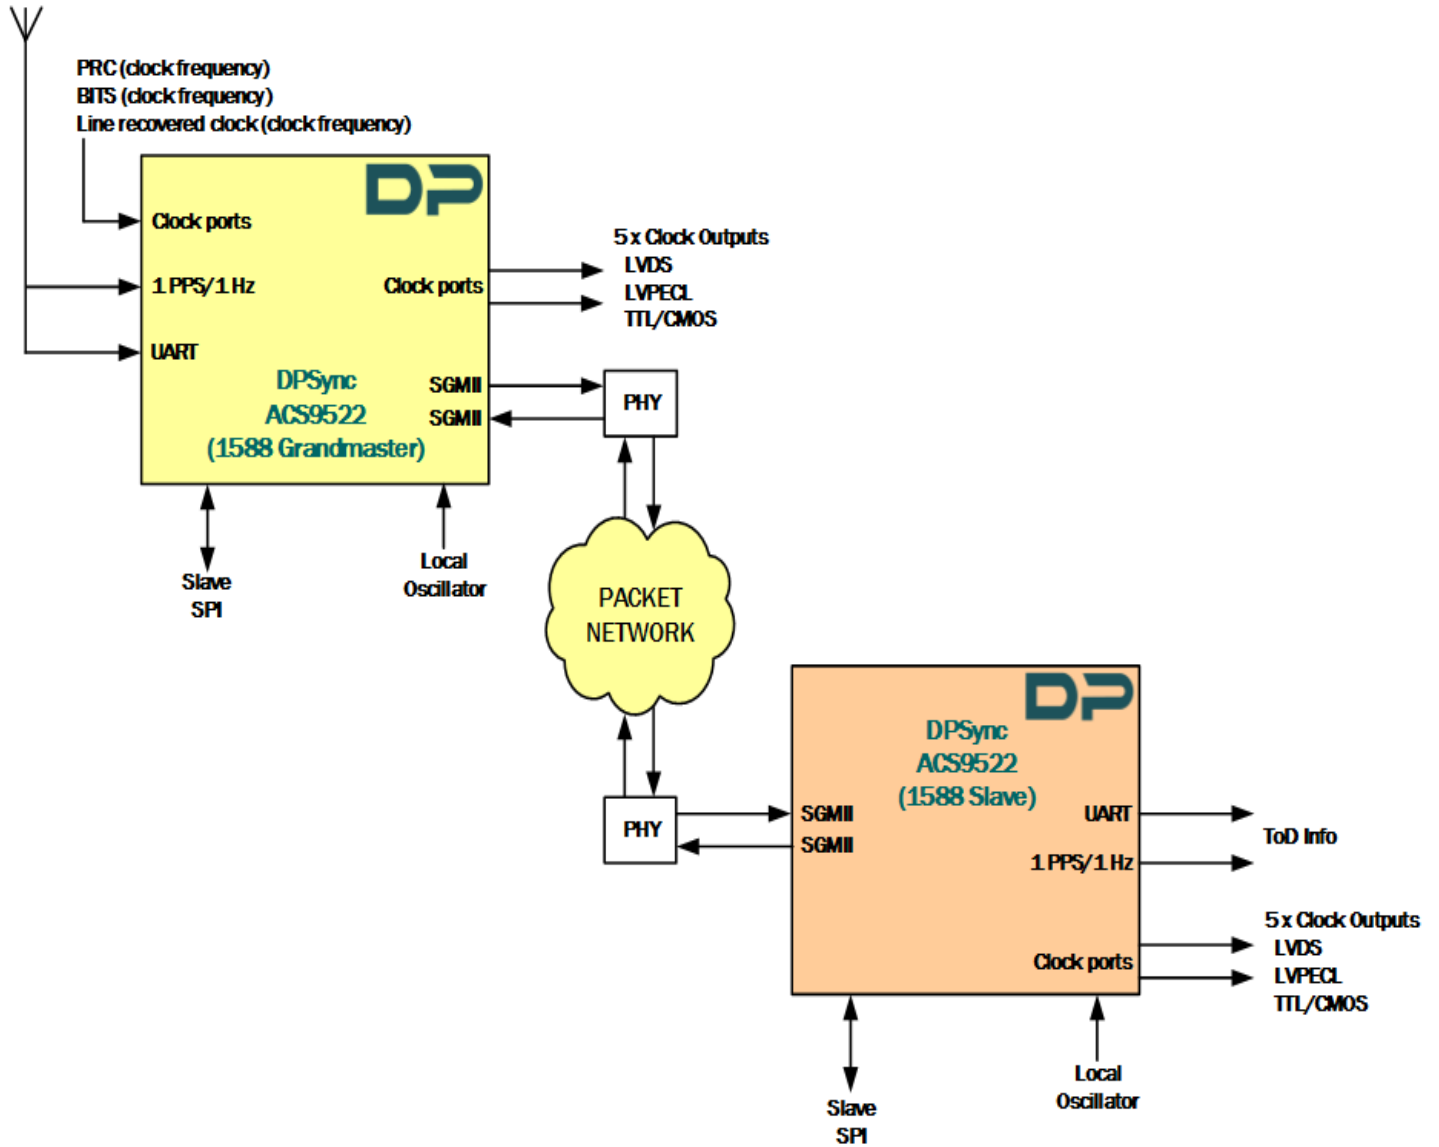 PRC (clock frequency)
BITS (clock frequency)
Line recovered clock (clock frequency)
DP
Clock ports
1 PPS/1 Hz
UART
Clock ports
5 x Clock Outputs
LVDS
LVPECL
TTL/CMOS
DPSync
ACS9522
(1588 Grandmaster)
SGMII
SGMII
PHY
Slave
SPI
Local
Oscillator
PACKET
NETWORK
PHY
DP
DPSync
ACS9522
(1588 Slave)
SGMII
SGMII
UART
1 PPS/1 Hz
ToD Info
Clock ports
5 x Clock Outputs
LVDS
LVPECL
TTL/CMOS
Slave
SPI
Local
Oscillator